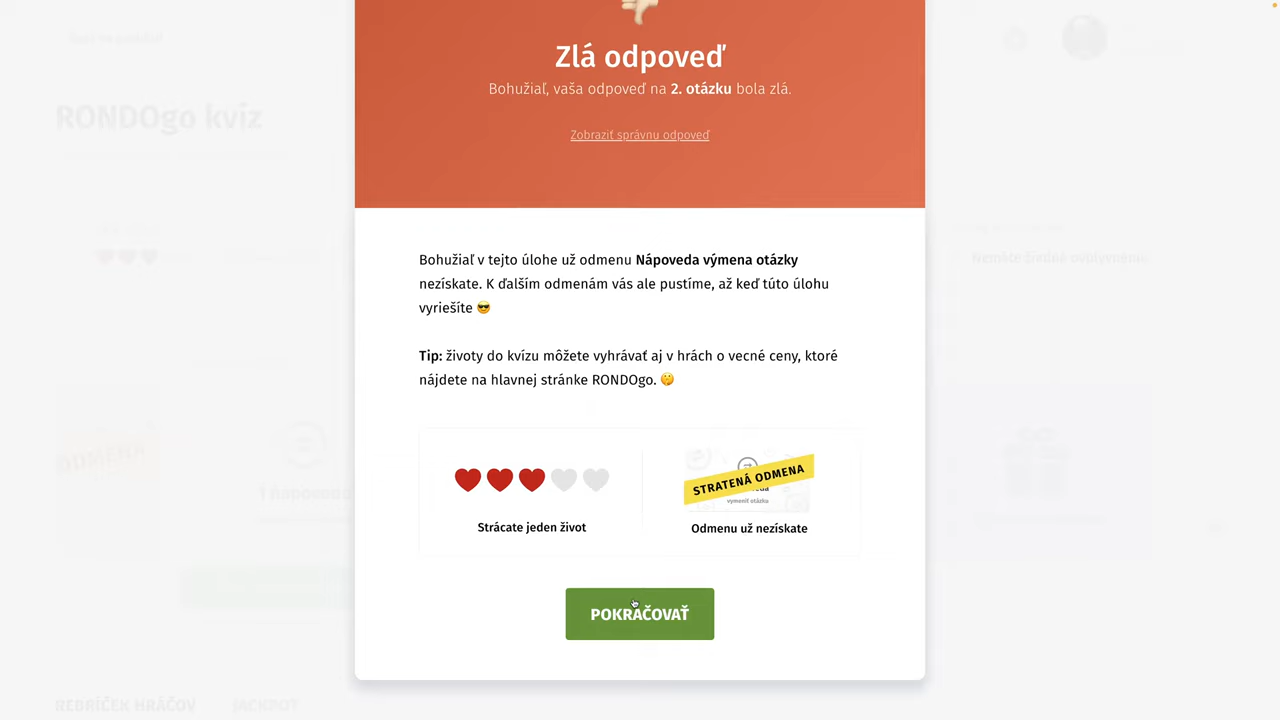 Zlá odpoveď
Bohužiaľ, vaša odpoveď na 2. otázku bola zlá.
Zobraziť správnu odpoveď
RONDOgo kvíz
Bohužiaľ v tejto úlohe už odmenu Nápoveda výmena otázky
nezískate. K ďalším odmenám vás ale pustíme, až keď túto úlohu
vyriešíte 😎
Tip: životy do kvízu môžete vyhrávať aj v hrách o vecné ceny, ktoré
nájdete na hlavnej stránke RONDOgo. 🤫
STRATENÁ ODMENA
vymeniť otázku
Strácate jeden život
Odmenu už nezískate
POKRAČOVAŤ
REBRÍČEK HRÁČOV
JACKPOT